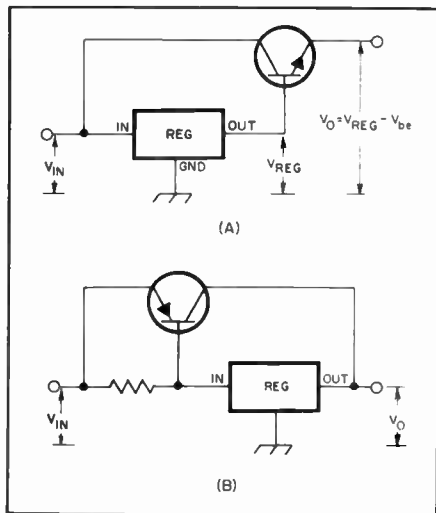 IN REG OUT
GND
V_IN
V_REG
V_O = V_REG - V_be
(A)
IN REG OUT
V_IN
V_O
(B)